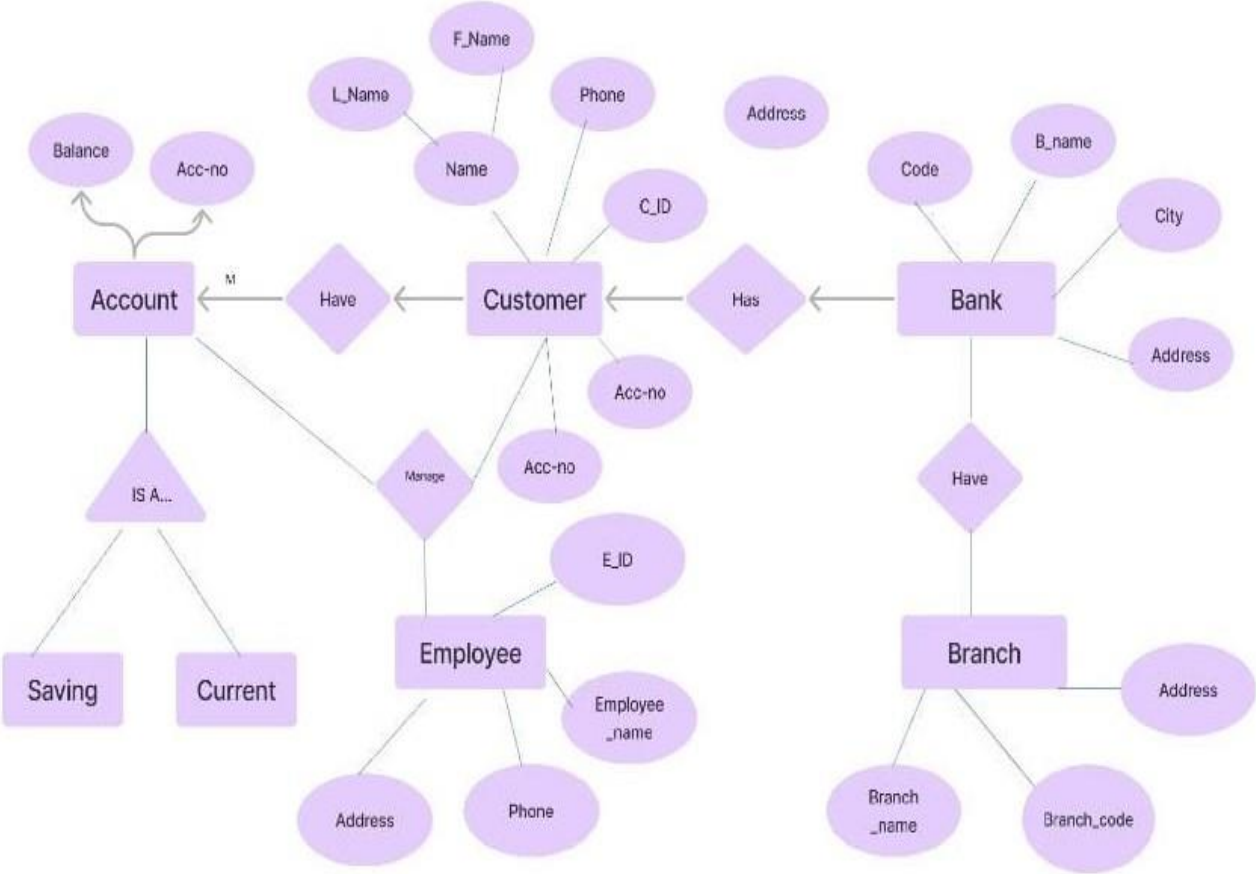 F_Name
L_Name
Phone
Address
Balance
Acc-no
Name
Code
B_name
C_ID
City
M
Account
Have
Customer
Has
Bank
Address
Acc-no
Acc-no
Manage
Have
IS A...
E_ID
Employee
Branch
Saving
Current
Employee
_name
Address
Address
Phone
Branch
_name
Branch_code